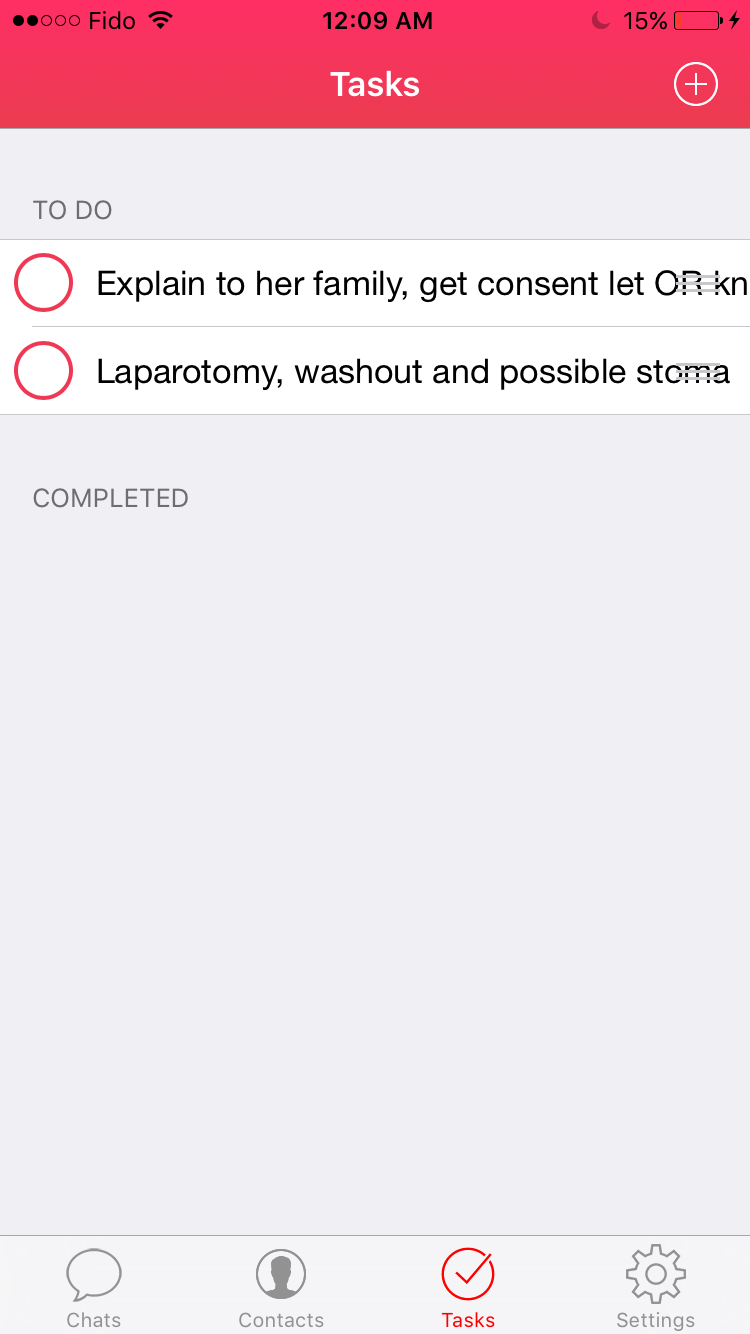 Fido 12:09 AM 15%
Tasks
TO DO
Explain to her family, get consent let OR kn
Laparotomy, washout and possible stoma
COMPLETED
Chats Contacts Tasks Settings